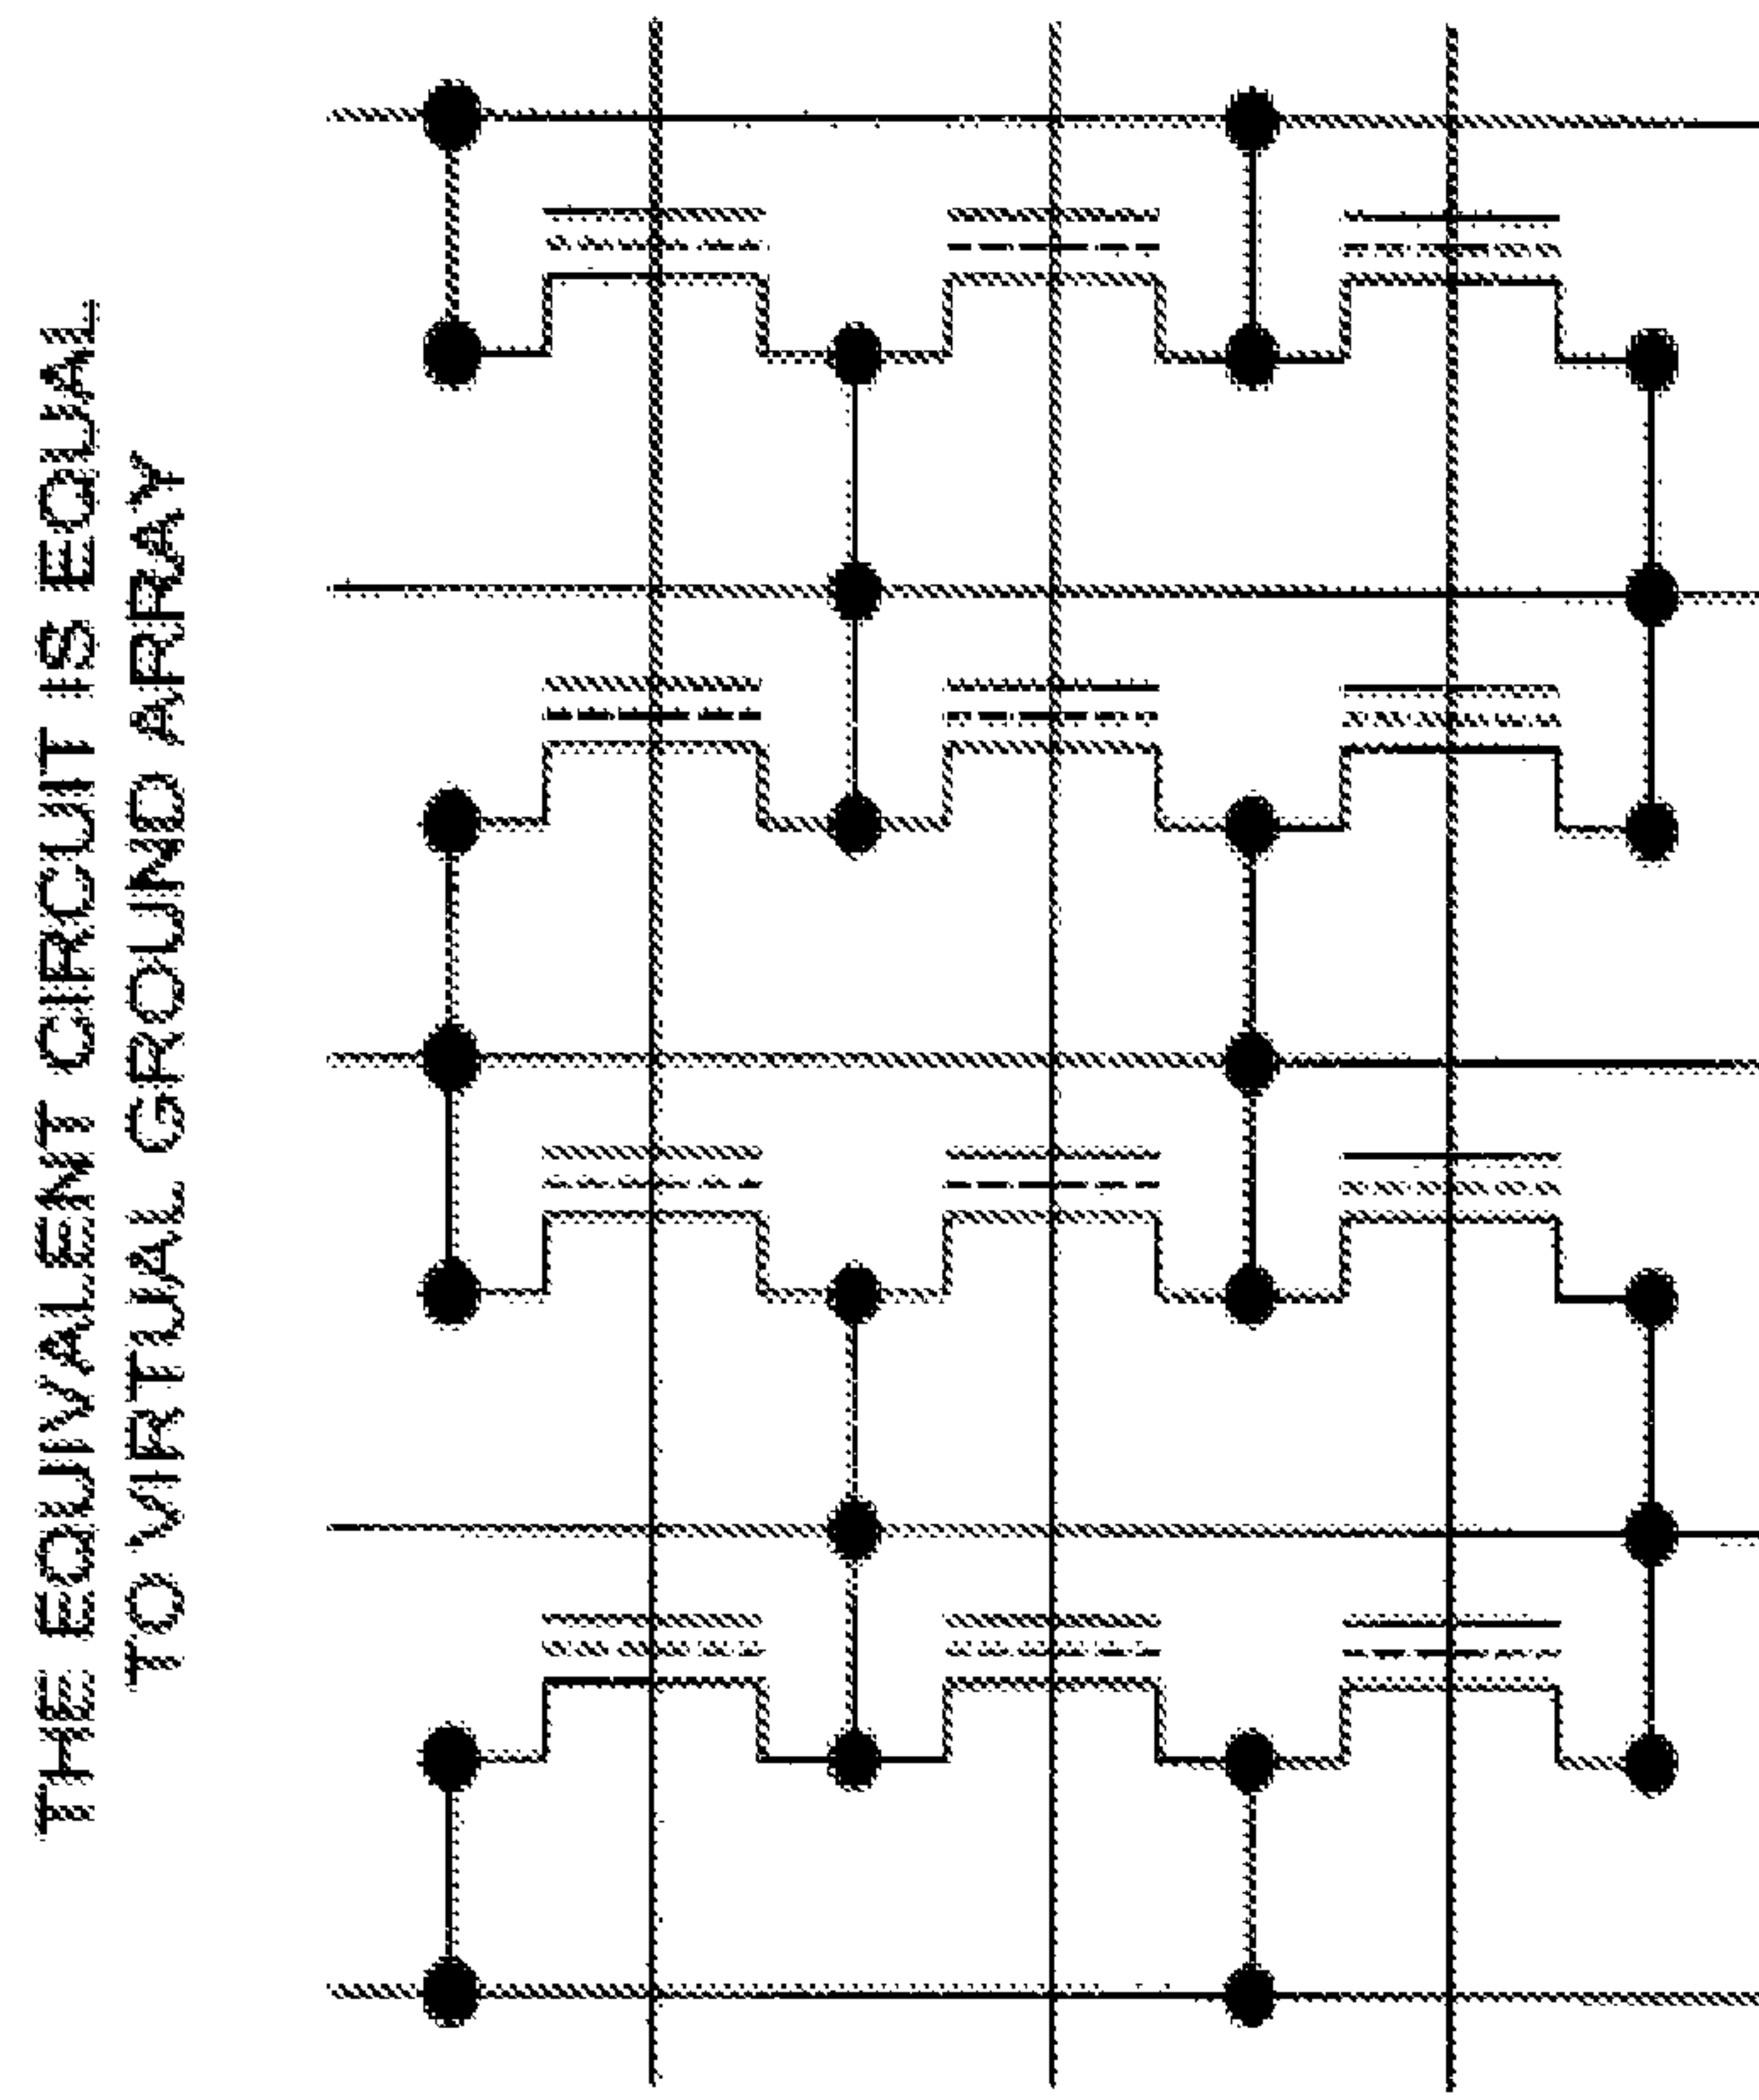 THE EQUIVALENT CIRCUIT IS EQUAL
TO VIRTUAL GROUND ARRAY